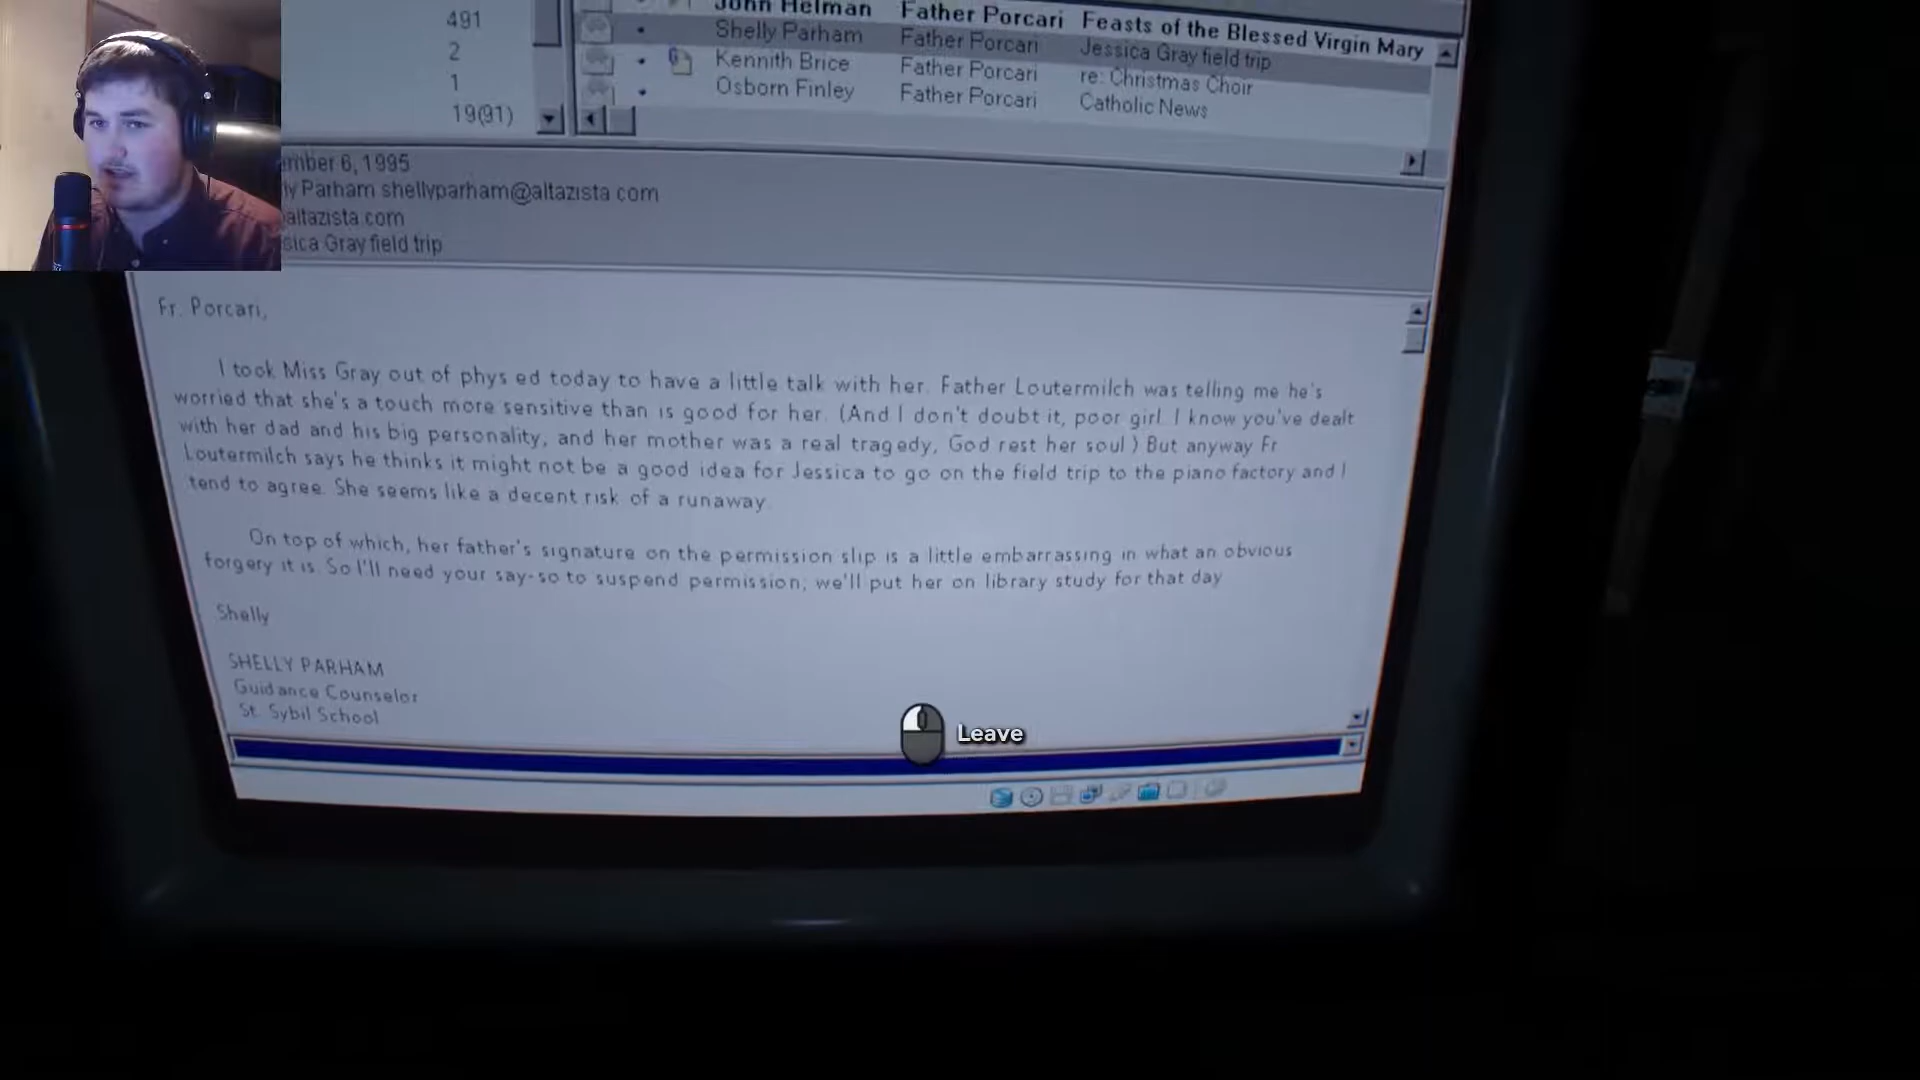 491
2
1
19(91)
John Helman Father Porcari Feasts of the Blessed Virgin Mary
Shelly Parham Father Porcari Jessica Gray field trip
Kennith Brice Father Porcari re: Christmas Choir
Osborn Finley Father Porcari Catholic News
mber 6, 1995
ly Parham shellyparham@altazista.com
altazista.com
sica Gray field trip
Fr. Porcari,
I took Miss Gray out of phys ed today to have a little talk with her. Father Loutermilch was telling me he's
worried that she's a touch more sensitive than is good for her. (And I don't doubt it, poor girl. I know you've dealt
with her dad and his big personality, and her mother was a real tragedy, God rest her soul.) But anyway Fr
Loutermilch says he thinks it might not be a good idea for Jessica to go on the field trip to the piano factory and I
tend to agree. She seems like a decent risk of a runaway.
On top of which, her father's signature on the permission slip is a little embarrassing in what an obvious
forgery it is. So I'll need your say-so to suspend permission; we'll put her on library study for that day
Shelly
SHELLY PARHAM
Guidance Counselor
St. Sybil School
Leave